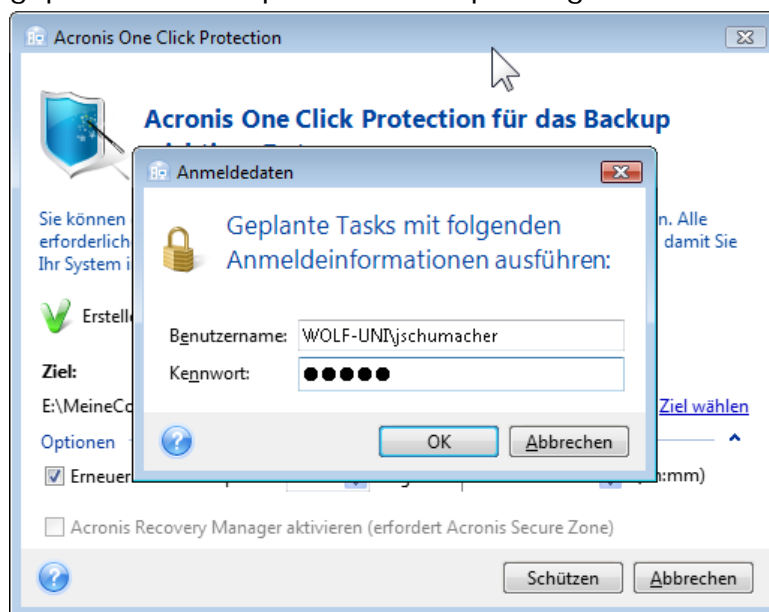 Acronis One Click Protection
Acronis One Click Protection für das Backup
Anmeldedaten
Sie können
n. Alle
erforderlich
damit Sie
Ihr System i
Geplante Tasks mit folgenden
Anmeldeinformationen ausführen:
Erstelle
Benutzername: WOLF-UNI\jschumacher
Kennwort: ●●●●●
Ziel:
E:\MeineCo
Ziel wählen
OK Abbrechen
Optionen
Erneuer
:mm)
Acronis Recovery Manager aktivieren (erfordert Acronis Secure Zone)
Schützen Abbrechen